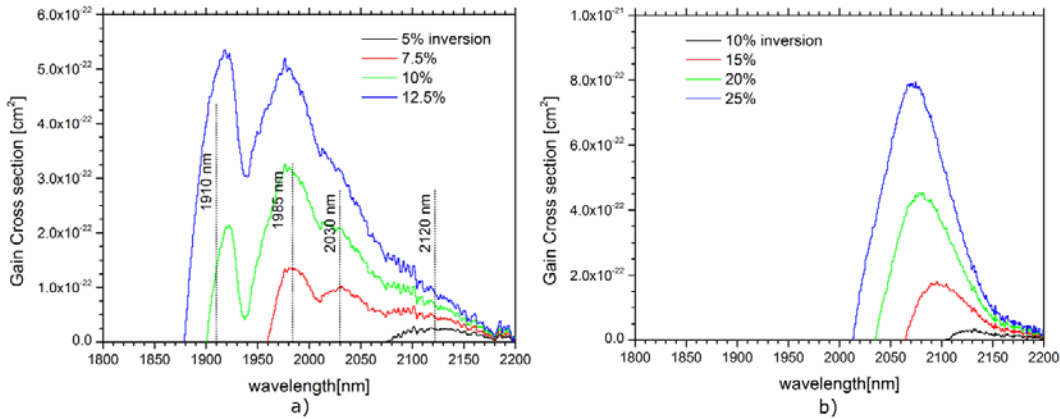 5% inversion
7.5%
10%
12.5%
6.0x10⁻²²
5.0x10⁻²²
4.0x10⁻²²
3.0x10⁻²²
2.0x10⁻²²
1.0x10⁻²²
0.0
Gain Cross section [cm²]
1910 nm
1985 nm
2030 nm
2120 nm
1800 1850 1900 1950 2000 2050 2100 2150 2200
wavelength[nm]
a)
10% inversion
15%
20%
25%
1.0x10⁻²¹
8.0x10⁻²²
6.0x10⁻²²
4.0x10⁻²²
2.0x10⁻²²
0.0
Gain Cross section [cm²]
1800 1850 1900 1950 2000 2050 2100 2150 2200
wavelength[nm]
b)